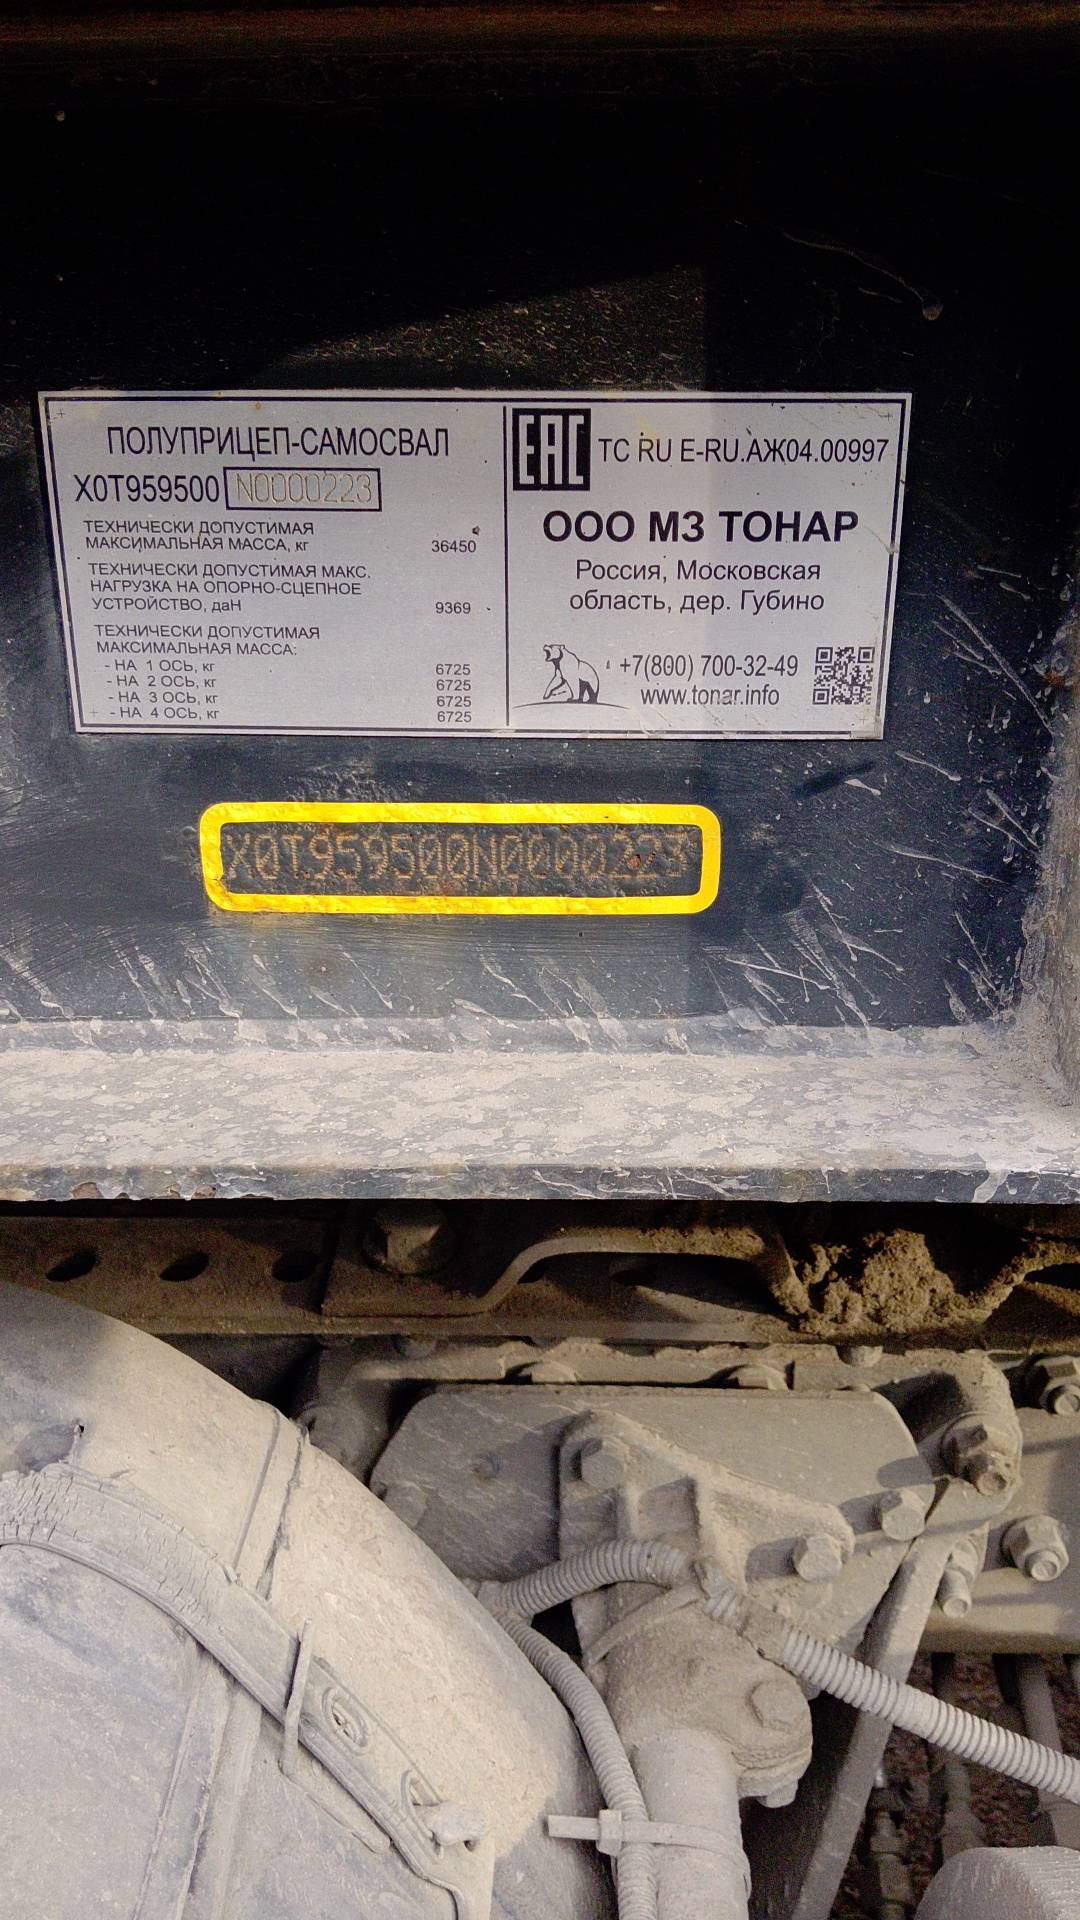 ПОЛУПРИЦЕП-САМОСВАЛ
X0T959500 N0000223
ТЕХНИЧЕСКИ ДОПУСТИМАЯ
МАКСИМАЛЬНАЯ МАССА, кг 36450
ТЕХНИЧЕСКИ ДОПУСТИМАЯ МАКС.
НАГРУЗКА НА ОПОРНО-СЦЕПНОЕ
УСТРОЙСТВО, даН 9369
ТЕХНИЧЕСКИ ДОПУСТИМАЯ
МАКСИМАЛЬНАЯ МАССА:
- НА 1 ОСЬ, кг 6725
- НА 2 ОСЬ, кг 6725
- НА 3 ОСЬ, кг 6725
- НА 4 ОСЬ, кг 6725
EAC TC RU E-RU.АЖ04.00997
ООО МЗ ТОНАР
Россия, Московская
область, дер. Губино
+7(800) 700-32-49
www.tonar.info
X0T959500N0000223